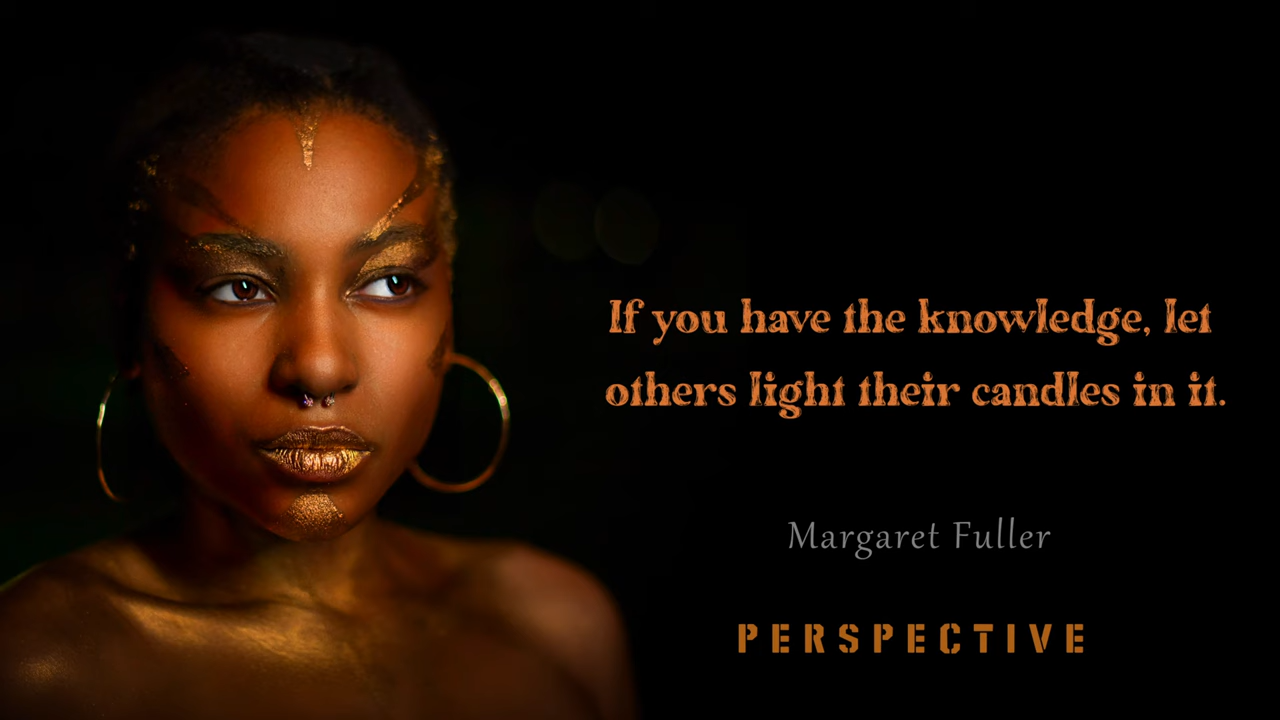 If you have the knowledge, let
others light their candles in it.
Margaret Fuller
PERSPECTIVE